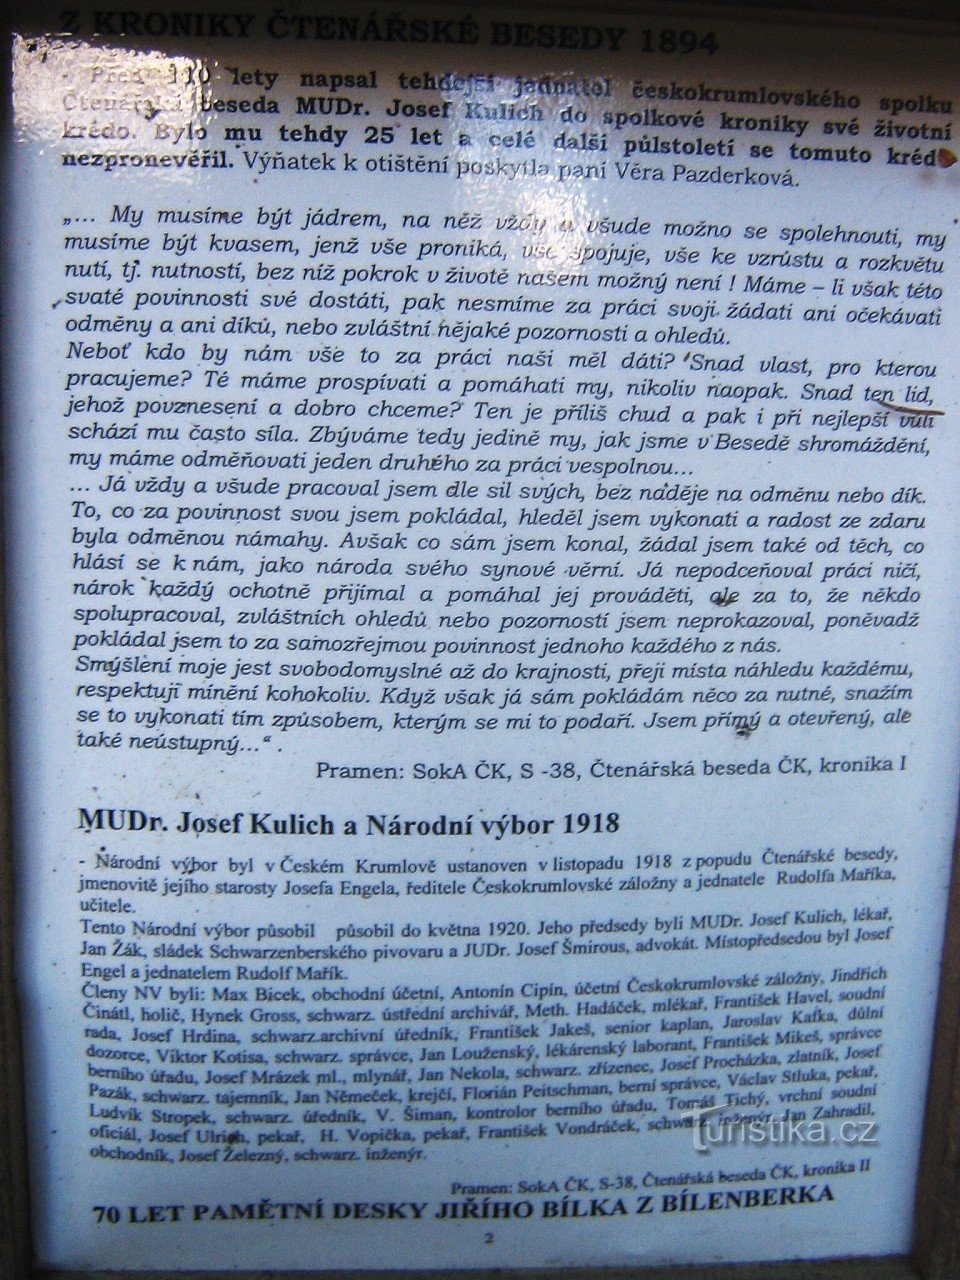 Z KRONIKY ČTENÁŘSKÉ BESEDY 1894
- Před 110 lety napsal tehdejší jednatel českokrumlovského spolku
Čtenářská beseda MUDr. Josef Kulich do spolkové kroniky své životní
krédo. Bylo mu tehdy 25 let a celé další půlstoletí se tomuto kréd
nezpronevěřil. Výňatek k otištění poskytla paní Věra Pazderková.
„... My musíme být jádrem, na něž vždy a všude možno se spolehnouti, my
musíme být kvasem, jenž vše proniká, vše spojuje, vše ke vzrůstu a rozkvětu
nutí, tj. nutností, bez níž pokrok v životě našem možný není ! Máme – li však této
svaté povinnosti své dostáti, pak nesmíme za práci svoji žádati ani očekávati
odměny a ani díků, nebo zvláštní nějaké pozornosti a ohledů.
Neboť kdo by nám vše to za práci naši měl dáti? Snad vlast, pro kterou
pracujeme? Té máme prospívati a pomáhati my, nikoliv naopak. Snad ten lid,
jehož povznesení a dobro chceme? Ten je příliš chud a pak i při nejlepší vůli
schází mu často síla. Zbýváme tedy jedině my, jak jsme v Besedě shromáždění,
my máme odměňovati jeden druhého za práci vespolnou...
... Já vždy a všude pracoval jsem dle sil svých, bez naděje na odměnu nebo dík.
To, co za povinnost svou jsem pokládal, hleděl jsem vykonati a radost ze zdaru
byla odměnou námahy. Avšak co sám jsem konal, žádal jsem také od těch, co
hlásí se k nám, jako národa svého synové věrní. Já nepodceňoval práci ničí,
nárok každý ochotně přijímal a pomáhal jej prováděti, ale za to, že někdo
spolupracoval, zvláštních ohledů nebo pozorností jsem neprokazoval, poněvadž
pokládal jsem to za samozřejmou povinnost jednoho každého z nás.
Smýšlení moje jest svobodomyslné až do krajnosti, přeji místa náhledu každému,
respektuji mínění kohokoliv. Když však já sám pokládám něco za nutné, snažím
se to vykonati tím způsobem, kterým se mi to podaří. Jsem přímý a otevřený, ale
také neústupný...“ .
Pramen: SokA ČK, S -38, Čtenářská beseda ČK, kronika I
MUDr. Josef Kulich a Národní výbor 1918
- Národní výbor byl v Českém Krumlově ustanoven v listopadu 1918 z popudu Čtenářské besedy,
jmenovitě jejího starosty Josefa Engela, ředitele Českokrumlovské záložny a jednatele Rudolfa Maříka,
učitele.
Tento Národní výbor působil působil do května 1920. Jeho předsedy byli MUDr. Josef Kulich, lékař,
Jan Žák, sládek Schwarzenberského pivovaru a JUDr. Josef Šmirous, advokát. Místopředsedou byl Josef
Engel a jednatelem Rudolf Mařík.
Členy NV byli: Max Bicek, obchodní účetní, Antonín Cipín, účetní Českokrumlovské záložny, Jindřich
Činátl, holič, Hynek Gross, schwarz. ústřední archivář, Meth. Hadáček, mlékař, František Havel, soudní
rada, Josef Hrdina, schwarz.archivní úředník, František Jakeš, senior kaplan, Jaroslav Kafka, důlní
dozorce, Viktor Kotisa, schwarz. správce, Jan Louženský, lékárenský laborant, František Mikeš, správce
berního úřadu, Josef Mrázek ml., mlynář, Jan Nekola, schwarz. zřízenec, Josef Procházka, zlatník, Josef
Pazák, schwarz. tajemník, Jan Němeček, krejčí, Florián Peitschman, berní správce, Václav Stluka, pekař,
Ludvík Stropek, schwarz. úředník, V. Šiman, kontrolor berního úřadu, Tomáš Tichý, vrchní soudní
oficiál, Josef Ulrich, pekař, H. Vopička, pekař, František Vondráček, schwarz. inženýr, Jan Zahradil,
obchodník, Josef Železný, schwarz. inženýr.
Pramen: SokA ČK, S-38, Čtenářská beseda ČK, kronika II
70 LET PAMĚTNÍ DESKY JIŘÍHO BÍLKA Z BÍLENBERKA
2
Turistika.cz